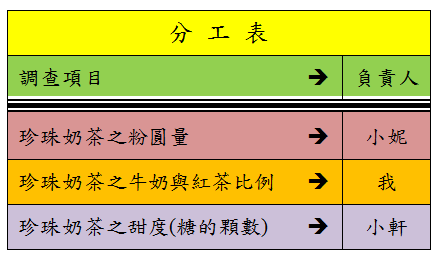 分 工 表
調查項目 ➔ 負責人
珍珠奶茶之粉圓量 ➔ 小妮
珍珠奶茶之牛奶與紅茶比例 ➔ 我
珍珠奶茶之甜度(糖的顆數) ➔ 小軒